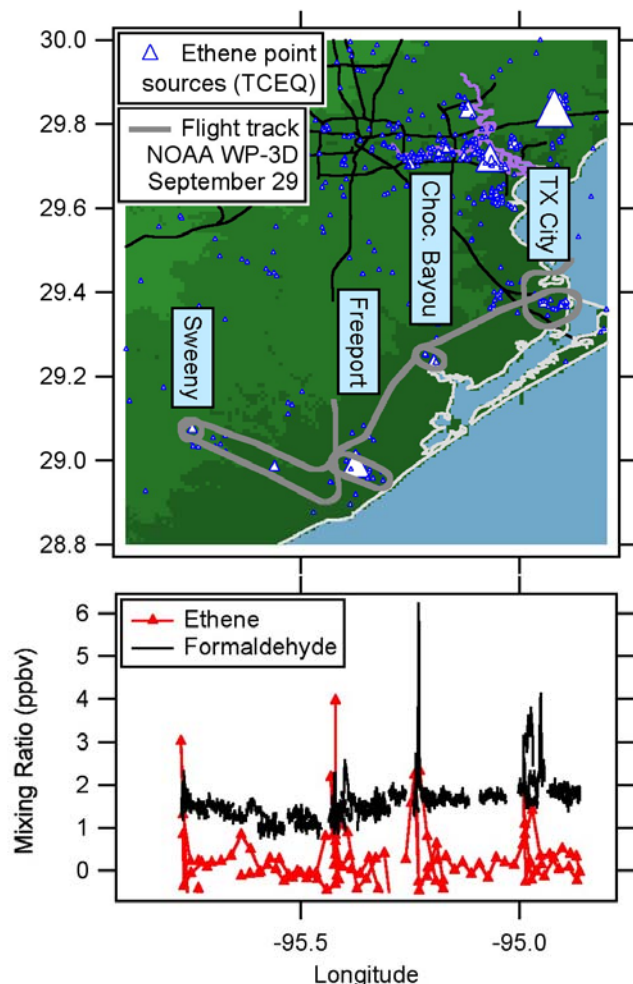 30.0
Ethene point
sources (TCEQ)
29.8
Flight track
NOAA WP-3D
September 29
29.6
29.4
29.2
29.0
28.8
Sweeny
Freeport
Choc. Bayou
TX City
Ethene
Formaldehyde
6
5
4
3
2
1
0
Mixing Ratio (ppbv)
-95.5
-95.0
Longitude